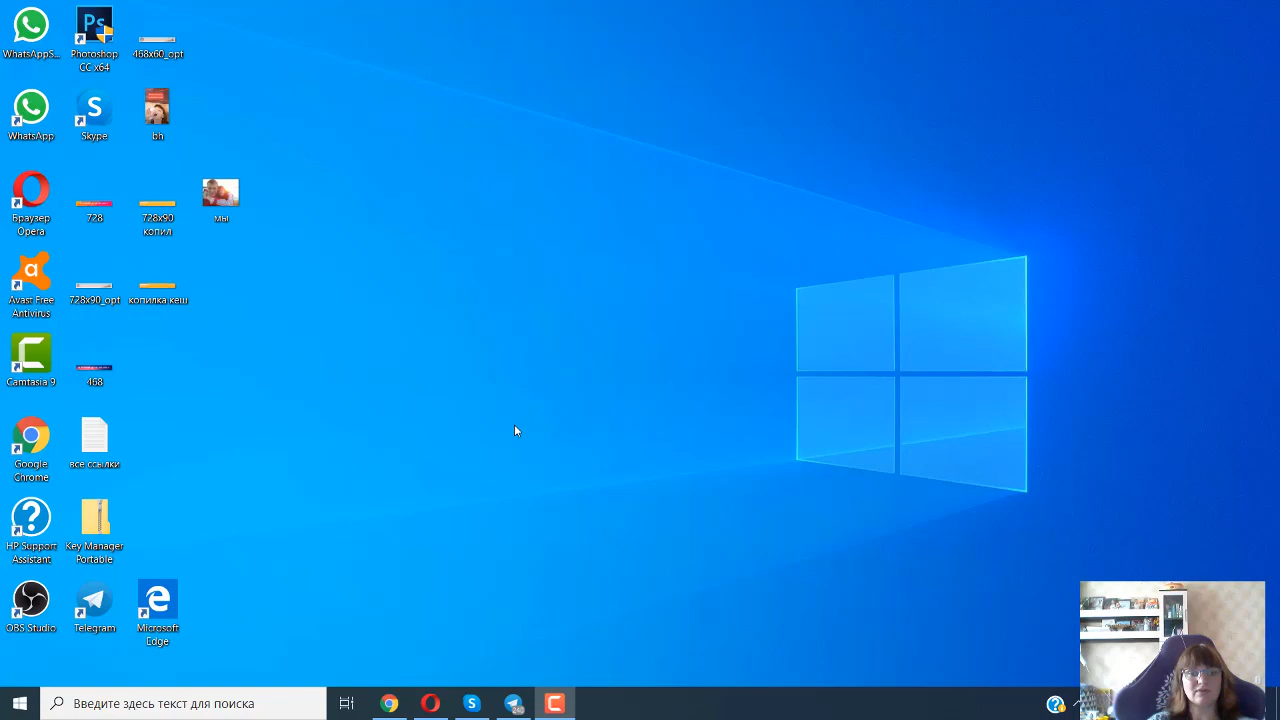 WhatsAppS...
Photoshop
CC x64
468x60_opt
WhatsApp
Skype
bh
Браузер
Opera
728
728x90
копил
мы
Avast Free
Antivirus
728x90_opt
копилка кеш
Camtasia 9
468
Google
Chrome
все ссылки
HP Support
Assistant
Key Manager
Portable
OBS Studio
Telegram
Microsoft
Edge
Введите здесь текст для поиска